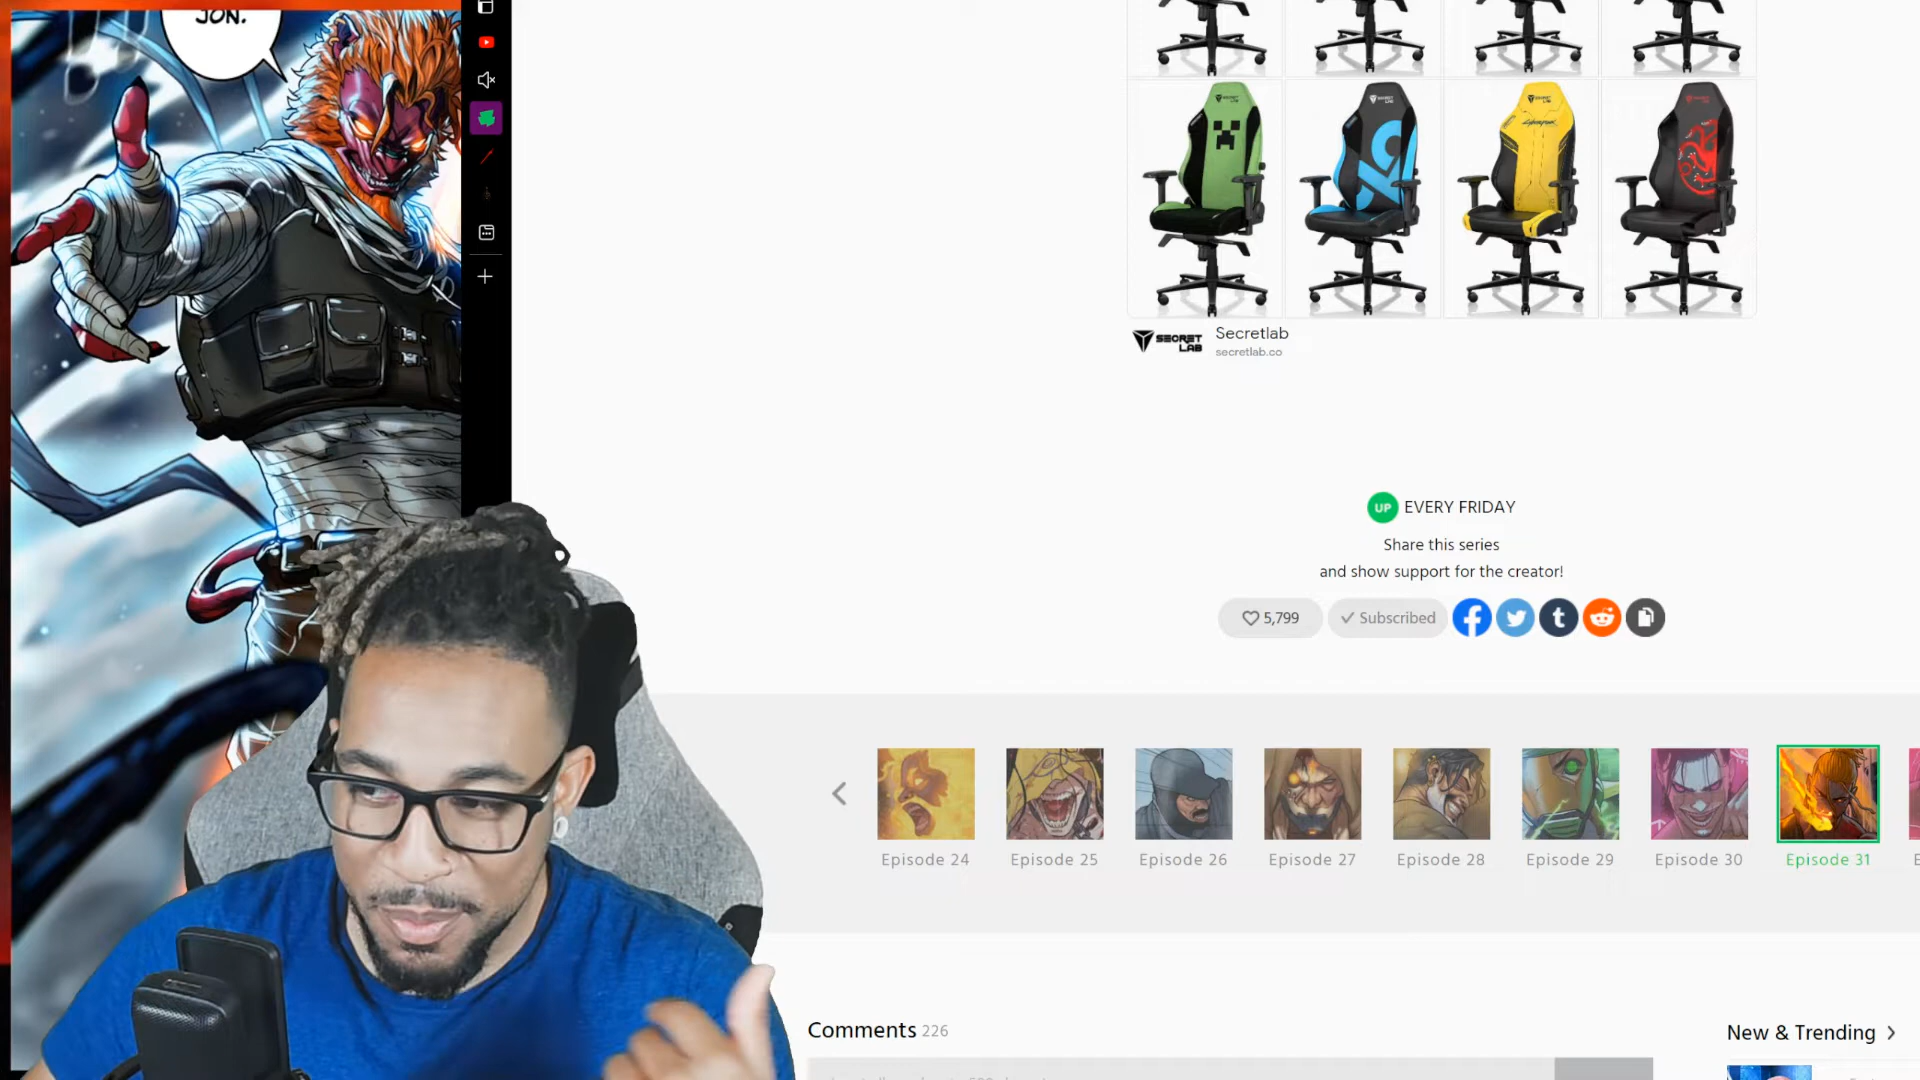 JON.
SECRET LAB
Secretlab
secretlab.co
UP EVERY FRIDAY
Share this series
and show support for the creator!
5,799
Subscribed
Episode 24
Episode 25
Episode 26
Episode 27
Episode 28
Episode 29
Episode 30
Episode 31
Comments 226
New & Trending